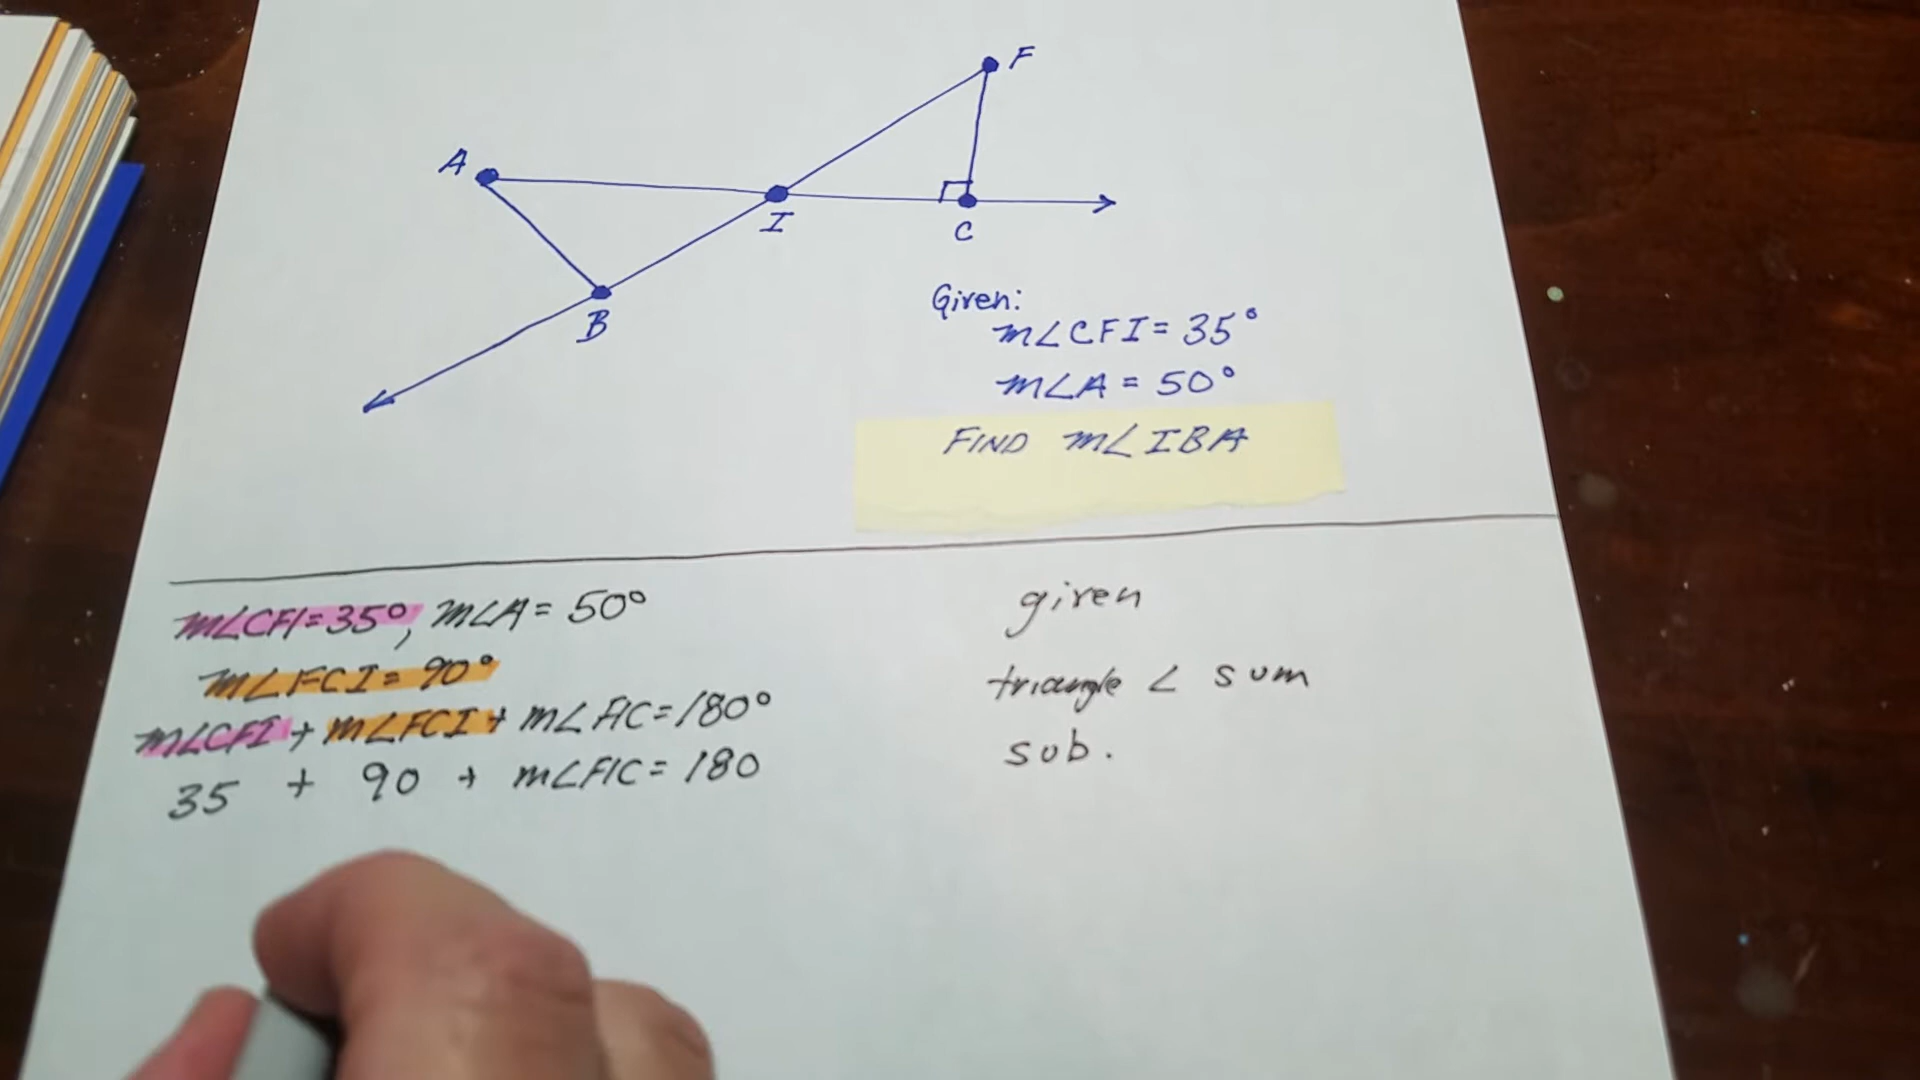 F
A
I
C
B
Given:
m∠CFI = 35°
m∠A = 50°
FIND m∠IBA
m∠CFI = 35°, m∠A = 50° given
m∠FCI = 90°
m∠CFI + m∠FCI + m∠FIC = 180° triangle ∠ sum
35 + 90 + m∠FIC = 180 sub.